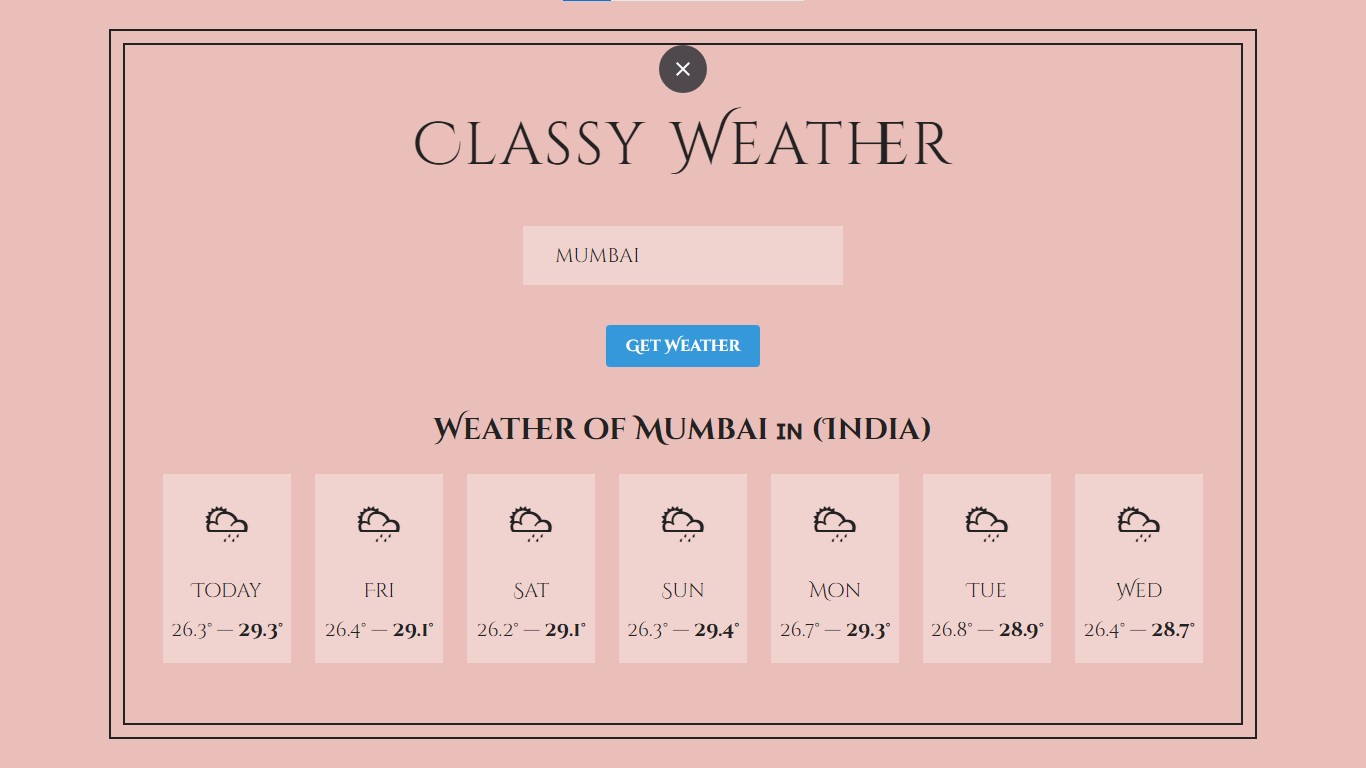 Classy Weather
MUMBAI
Get Weather
Weather of Mumbai IN (India)
Today Fri Sat Sun Mon Tue Wed
26.3° — 29.3° 26.4° — 29.1° 26.2° — 29.1° 26.3° — 29.4° 26.7° — 29.3° 26.8° — 28.9° 26.4° — 28.7°